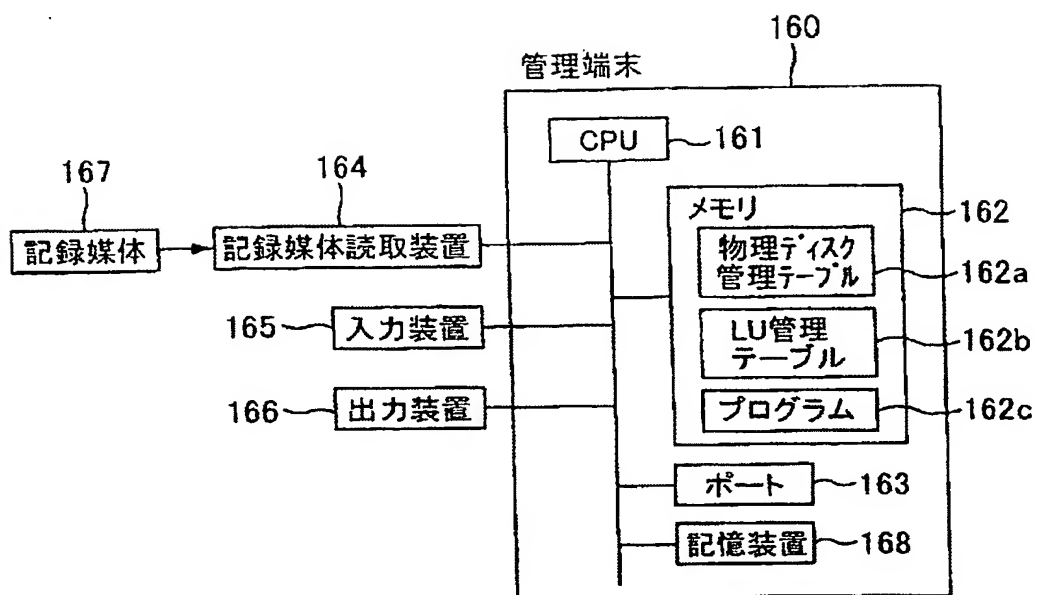 160
管理端末
CPU
161
167
164
メモリ
162
記録媒体
記録媒体読取装置
物理ディスク
管理テーブル
162a
165
入力装置
LU管理
テーブル
162b
166
出力装置
プログラム
162c
ポート
163
記憶装置
168